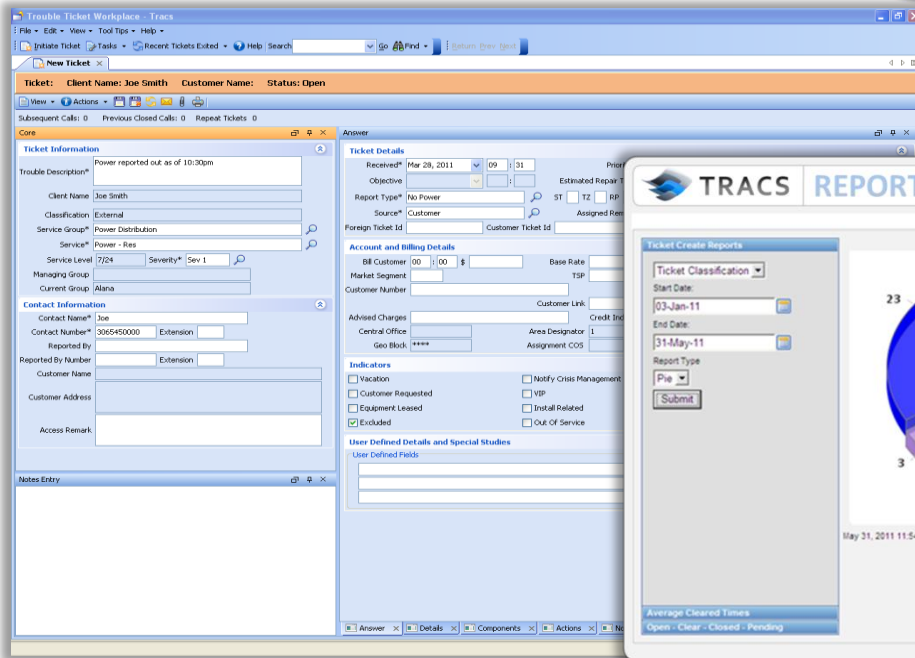 Trouble Ticket Workplace - Tracs
File Edit View Tool Tips Help
Initiate Ticket Tasks Recent Tickets Exited Help Search Go Find Return Prev Next
New Ticket
Ticket: Client Name: Joe Smith Customer Name: Status: Open
View Actions
Subsequent Calls: 0 Previous Closed Calls: 0 Repeat Tickets 0
Core
Ticket Information
Trouble Description* Power reported out as of 10:30pm
Client Name Joe Smith
Classification External
Service Group* Power Distribution
Service* Power - Res
Service Level 7/24 Severity* Sev 1
Managing Group
Current Group Alana
Contact Information
Contact Name* Joe
Contact Number* 3065450000 Extension
Reported By
Reported By Number Extension
Customer Name
Customer Address
Access Remark
Notes Entry
Answer
Ticket Details
Received* Mar 28, 2011 09 : 31 Prior
Objective : Estimated Repair T
Report Type* No Power ST TZ RP
Source* Customer Assigned Rem
Foreign Ticket Id Customer Ticket Id
Account and Billing Details
Bill Customer 00 : 00 $ Base Rate
Market Segment TSP
Customer Number
Customer Link
Advised Charges Credit Ind
Central Office Area Designator 1
Geo Block **** Assignment COS
Indicators
Vacation Notify Crisis Management
Customer Requested VIP
Equipment Leased Install Related
Excluded Out Of Service
User Defined Details and Special Studies
User Defined Fields
Answer Details Components Actions No
TRACS REPORT
Ticket Create Reports
Ticket Classification
Start Date:
03-Jan-11
End Date:
31-May-11
Report Type
Pie
Submit
Average Cleared Times
Open - Clear - Closed - Pending
23
3
May 31, 2011 11:54